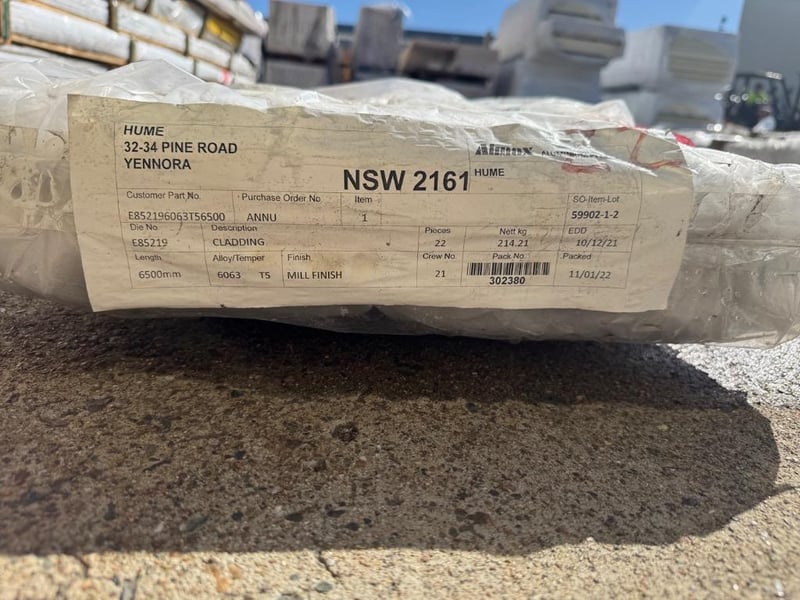 HUME
32-34 PINE ROAD
YENNORA
NSW 2161
Almax
HUME
Customer Part No. Purchase Order No Item SO-Item-Lot
E852196063T56500 ANNU 1 59902-1-2
Die No Description Pieces Nett kg EDD
E85219 CLADDING 22 214.21 10/12/21
Length Alloy/Temper Finish Crew No. Pack No Packed
6500mm 6063 T5 MILL FINISH 21 302380 11/01/22